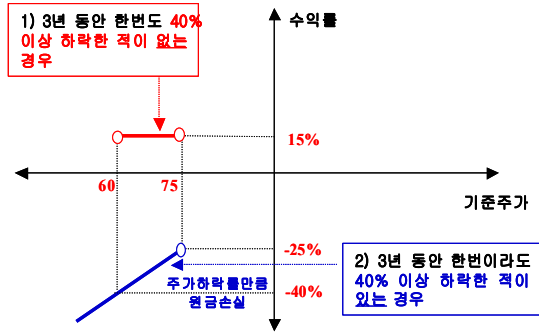 1) 3년 동안 한번도 40%
이상 하락한 적이 없는
경우
수익률
15%
60
75
기준주가
-25%
주가하락률만큼
원금손실
-40%
2) 3년 동안 한번이라도
40% 이상 하락한 적이
있는 경우